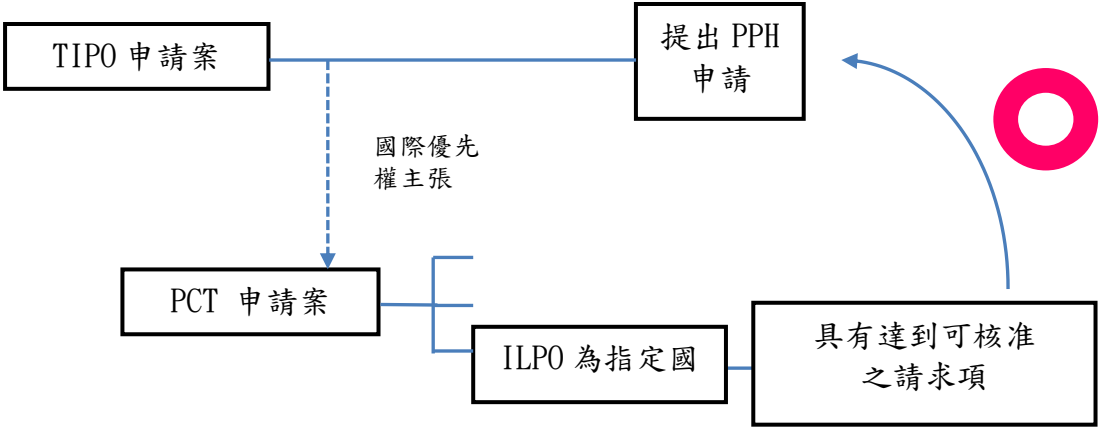 TIPO 申請案
提出 PPH
申請
國際優先
權主張
PCT 申請案
ILPO 為指定國
具有達到可核准
之請求項